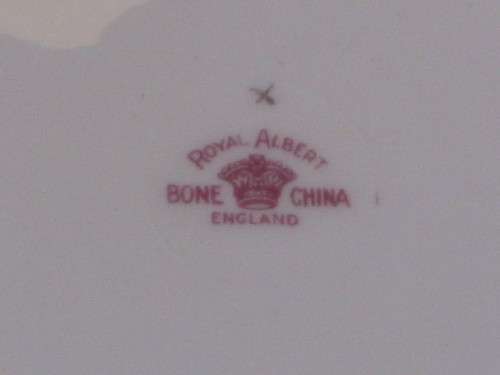 ROYAL ALBERT
BONE CHINA
ENGLAND